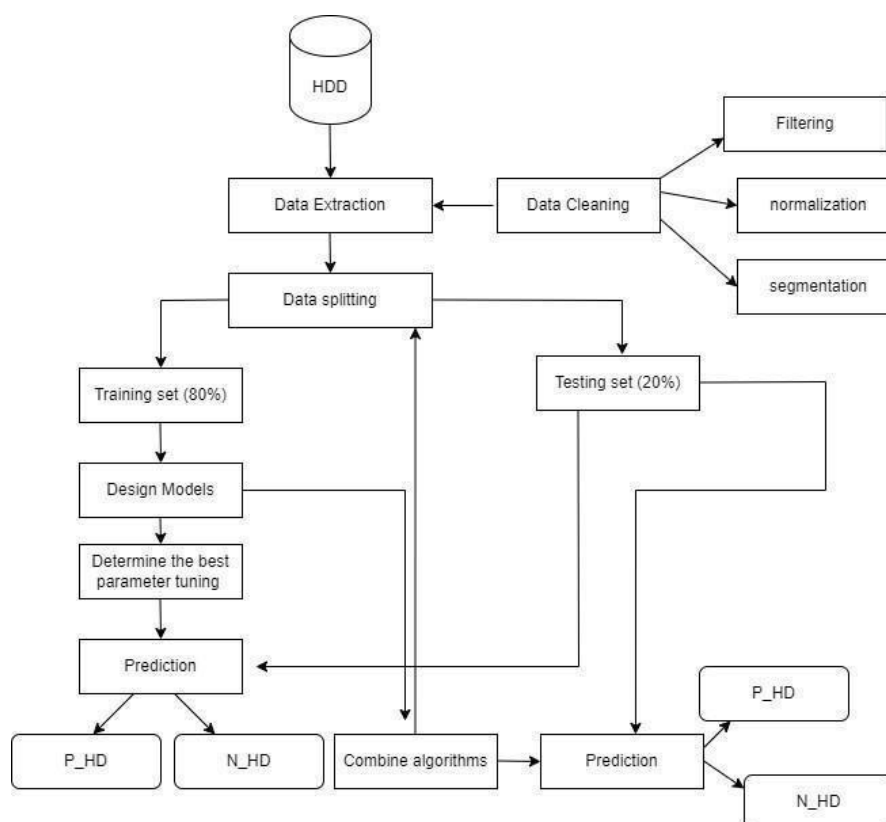 HDD
Filtering
Data Extraction
Data Cleaning
normalization
segmentation
Data splitting
Training set (80%)
Testing set (20%)
Design Models
Determine the best
parameter tuning
Prediction
P_HD
P_HD
N_HD
Combine algorithms
Prediction
N_HD